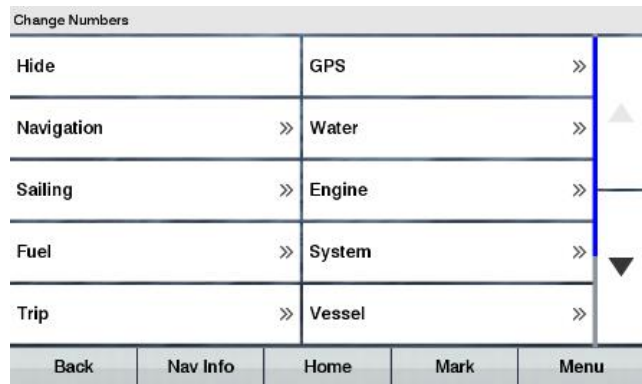 Change Numbers
Hide
GPS
Navigation
Water
Sailing
Engine
Fuel
System
Trip
Vessel
Back
Nav Info
Home
Mark
Menu